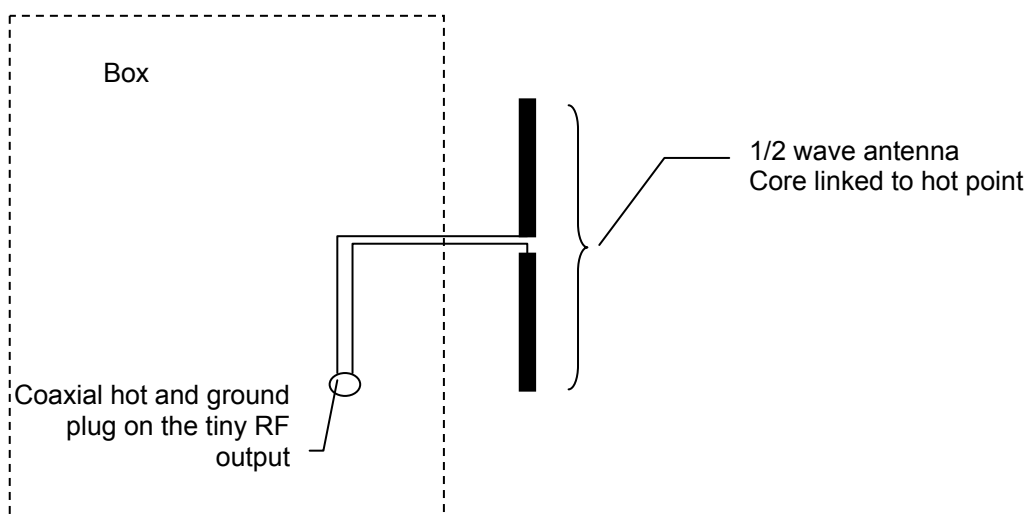 Box
1/2 wave antenna
Core linked to hot point
Coaxial hot and ground
plug on the tiny RF
output